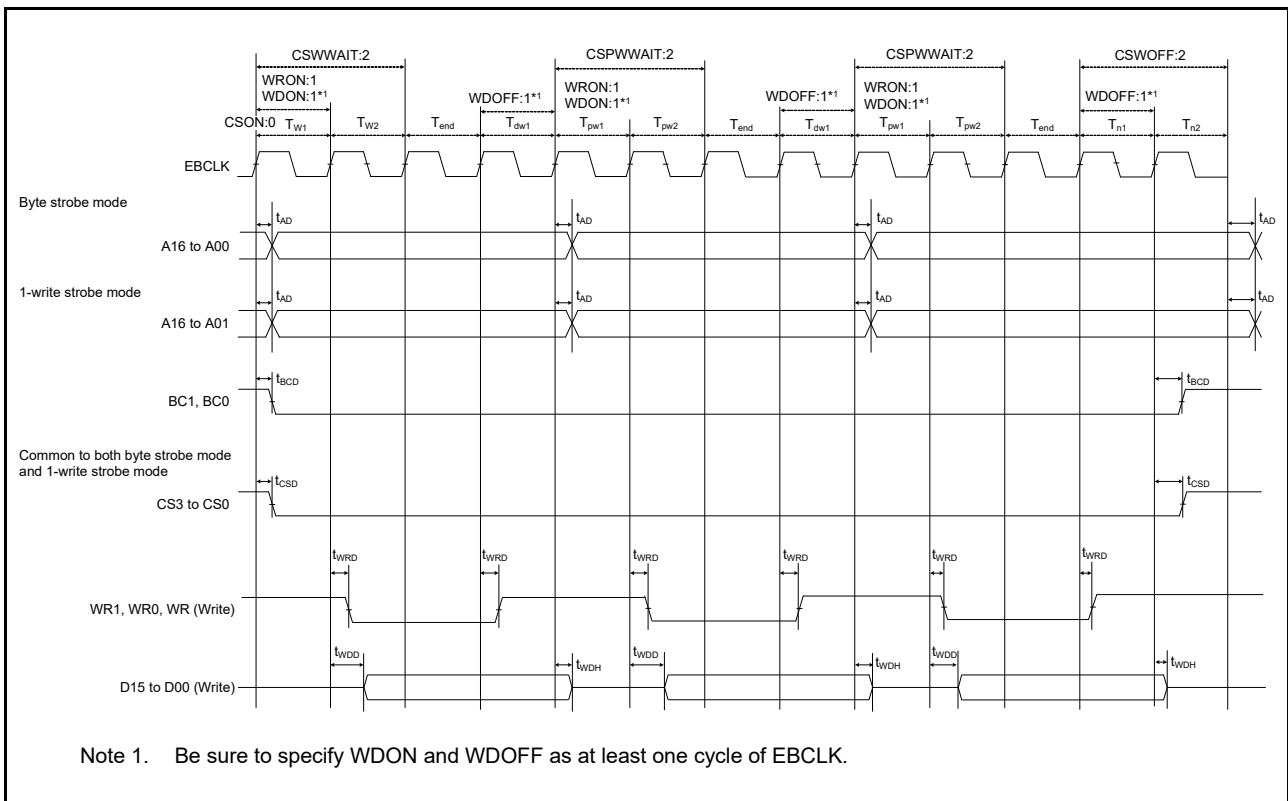 CSWWAIT:2 CSPWWAIT:2 CSPWWAIT:2 CSWOFF:2
WRON:1 WRON:1 WRON:1
WDON:1*1 WDOFF:1*1 WDON:1*1 WDOFF:1*1 WDON:1*1 WDOFF:1*1
CSON:0 TW1 TW2 Tend Tdw1 Tpw1 Tpw2 Tend Tdw1 Tpw1 Tpw2 Tend Tn1 Tn2
EBCLK
Byte strobe mode
tAD tAD tAD tAD
A16 to A00
1-write strobe mode
tAD tAD tAD tAD
A16 to A01
tBCD tBCD
BC1, BC0
Common to both byte strobe mode
and 1-write strobe mode
tCSD tCSD
CS3 to CS0
tWRD tWRD tWRD tWRD tWRD tWRD
WR1, WR0, WR (Write)
tWDD tWDH tWDD tWDH tWDD tWDH
D15 to D00 (Write)
Note 1. Be sure to specify WDON and WDOFF as at least one cycle of EBCLK.